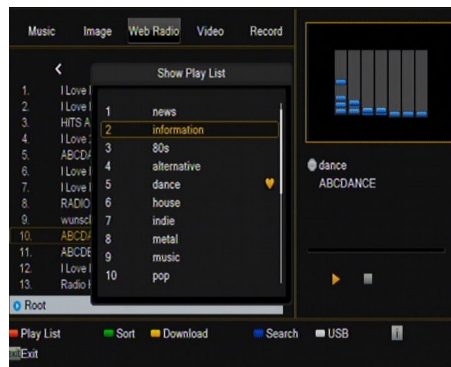 Music Image Web Radio Video Record
<
Show Play List
1. I Love
2. I Love
3. HITS A
4. I Love
5. ABCDA
6. I Love
7. I Love
8. RADIO
9. wunscl
10. ABCDA
11. ABCDE
12. I Love
13. Radio
1 news
2 information
3 80s
4 alternative
5 dance
6 house
7 indie
8 metal
9 music
10 pop
dance
ABCDANCE
Root
Play List Sort Download Search USB i
Exit